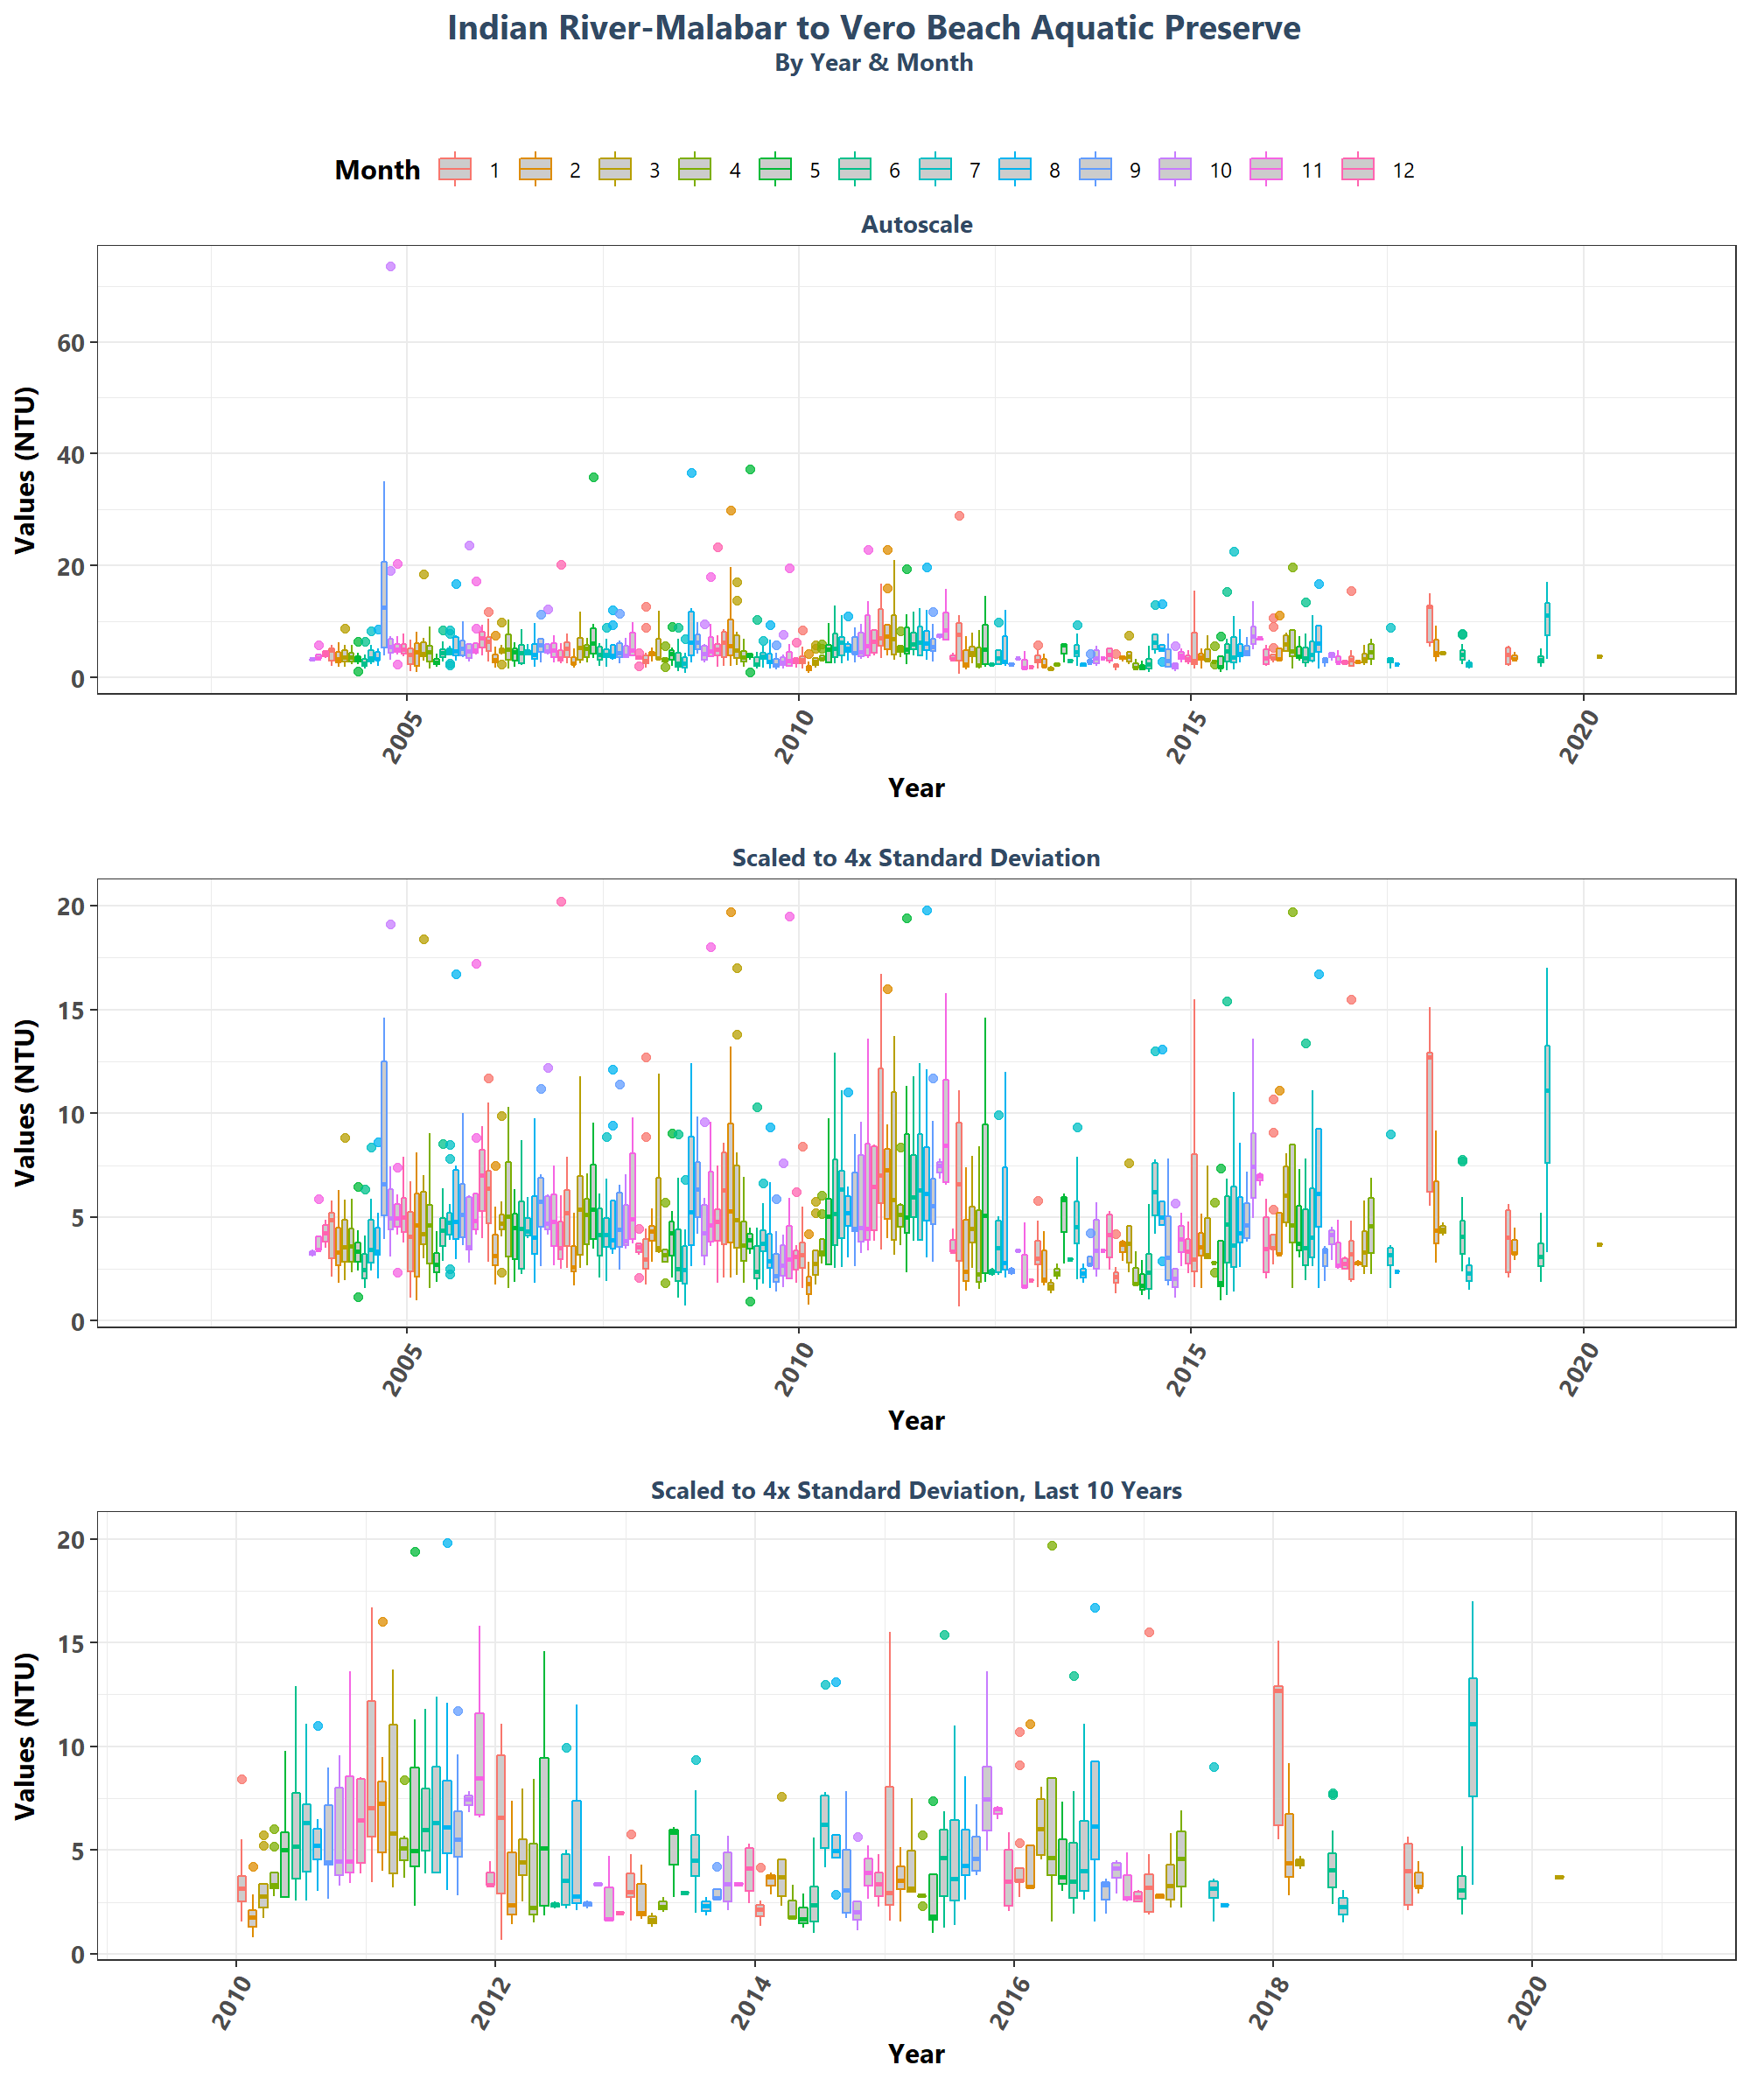 Indian River-Malabar to Vero Beach Aquatic Preserve
By Year & Month
Month 1 2 3 4 5 6 7 8 9 10 11 12
Autoscale
Values (NTU)
60
40
20
0
2005 2010 2015 2020
Year
Scaled to 4x Standard Deviation
Values (NTU)
20
15
10
5
0
2005 2010 2015 2020
Year
Scaled to 4x Standard Deviation, Last 10 Years
Values (NTU)
20
15
10
5
0
2010 2012 2014 2016 2018 2020
Year